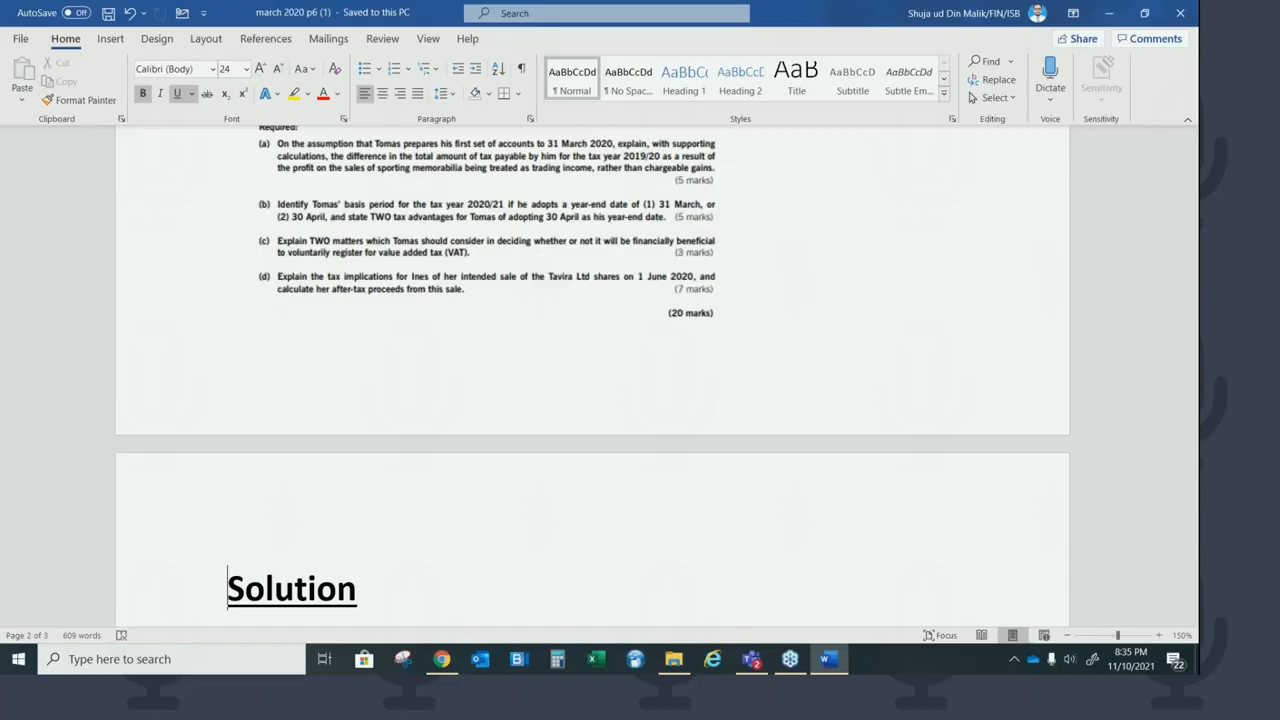 AutoSave Off
march 2020 p6 (1) - Saved to this PC
Search
Shuja ud Din Malik/FIN/ISB
File Home Insert Design Layout References Mailings Review View Help
Share Comments
Paste
Cut
Copy
Format Painter
Calibri (Body) 24
AaBbCcDd AaBbCcDd AaBbCc AaBbCcD AaB AaBbCcD AaBbCcDd
¶ Normal ¶ No Spac... Heading 1 Heading 2 Title Subtitle Subtle Em...
Find
Replace
Select
Dictate
Sensitivity
Clipboard Font Paragraph Styles Editing Voice Sensitivity
Required:
(a) On the assumption that Tomas prepares his first set of accounts to 31 March 2020, explain, with supporting
calculations, the difference in the total amount of tax payable by him for the tax year 2019/20 as a result of
the profit on the sales of sporting memorabilia being treated as trading income, rather than chargeable gains.
(5 marks)
(b) Identify Tomas' basis period for the tax year 2020/21 if he adopts a year-end date of (1) 31 March, or
(2) 30 April, and state TWO tax advantages for Tomas of adopting 30 April as his year-end date. (5 marks)
(c) Explain TWO matters which Tomas should consider in deciding whether or not it will be financially beneficial
to voluntarily register for value added tax (VAT). (3 marks)
(d) Explain the tax implications for Ines of her intended sale of the Tavira Ltd shares on 1 June 2020, and
calculate her after-tax proceeds from this sale. (7 marks)
(20 marks)
Solution
Page 2 of 3 609 words
Focus
150%
Type here to search
8:35 PM
11/10/2021
22